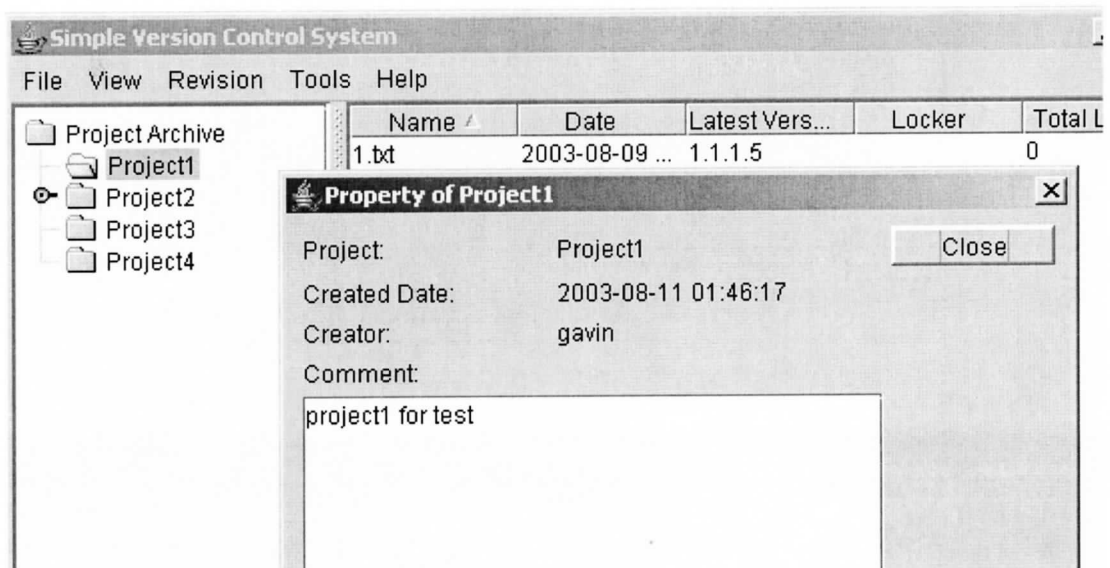 Simple Version Control System
File View Revision Tools Help
Project Archive
Project1
Project2
Project3
Project4
Name Date Latest Vers... Locker Total L
1.txt 2003-08-09 ... 1.1.1.5 0
Property of Project1
Project: Project1
Close
Created Date: 2003-08-11 01:46:17
Creator: gavin
Comment:
project1 for test